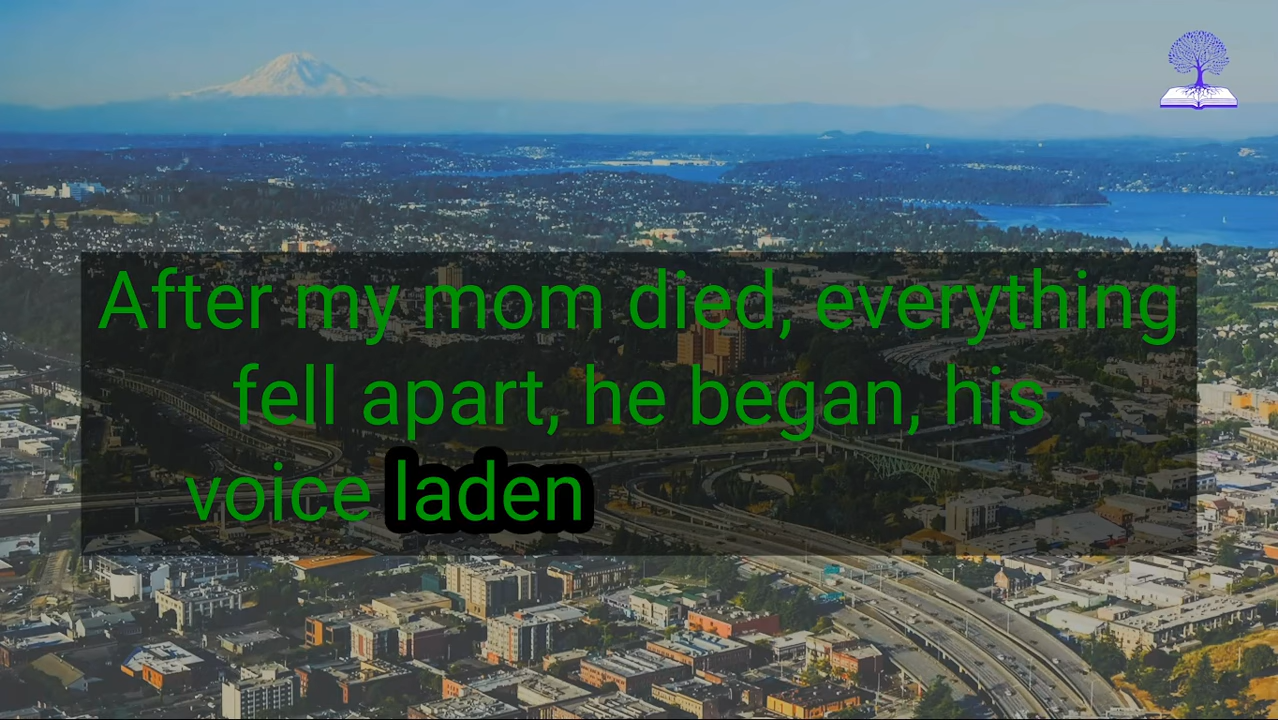 After my mom died, everything
fell apart, he began, his
voice laden